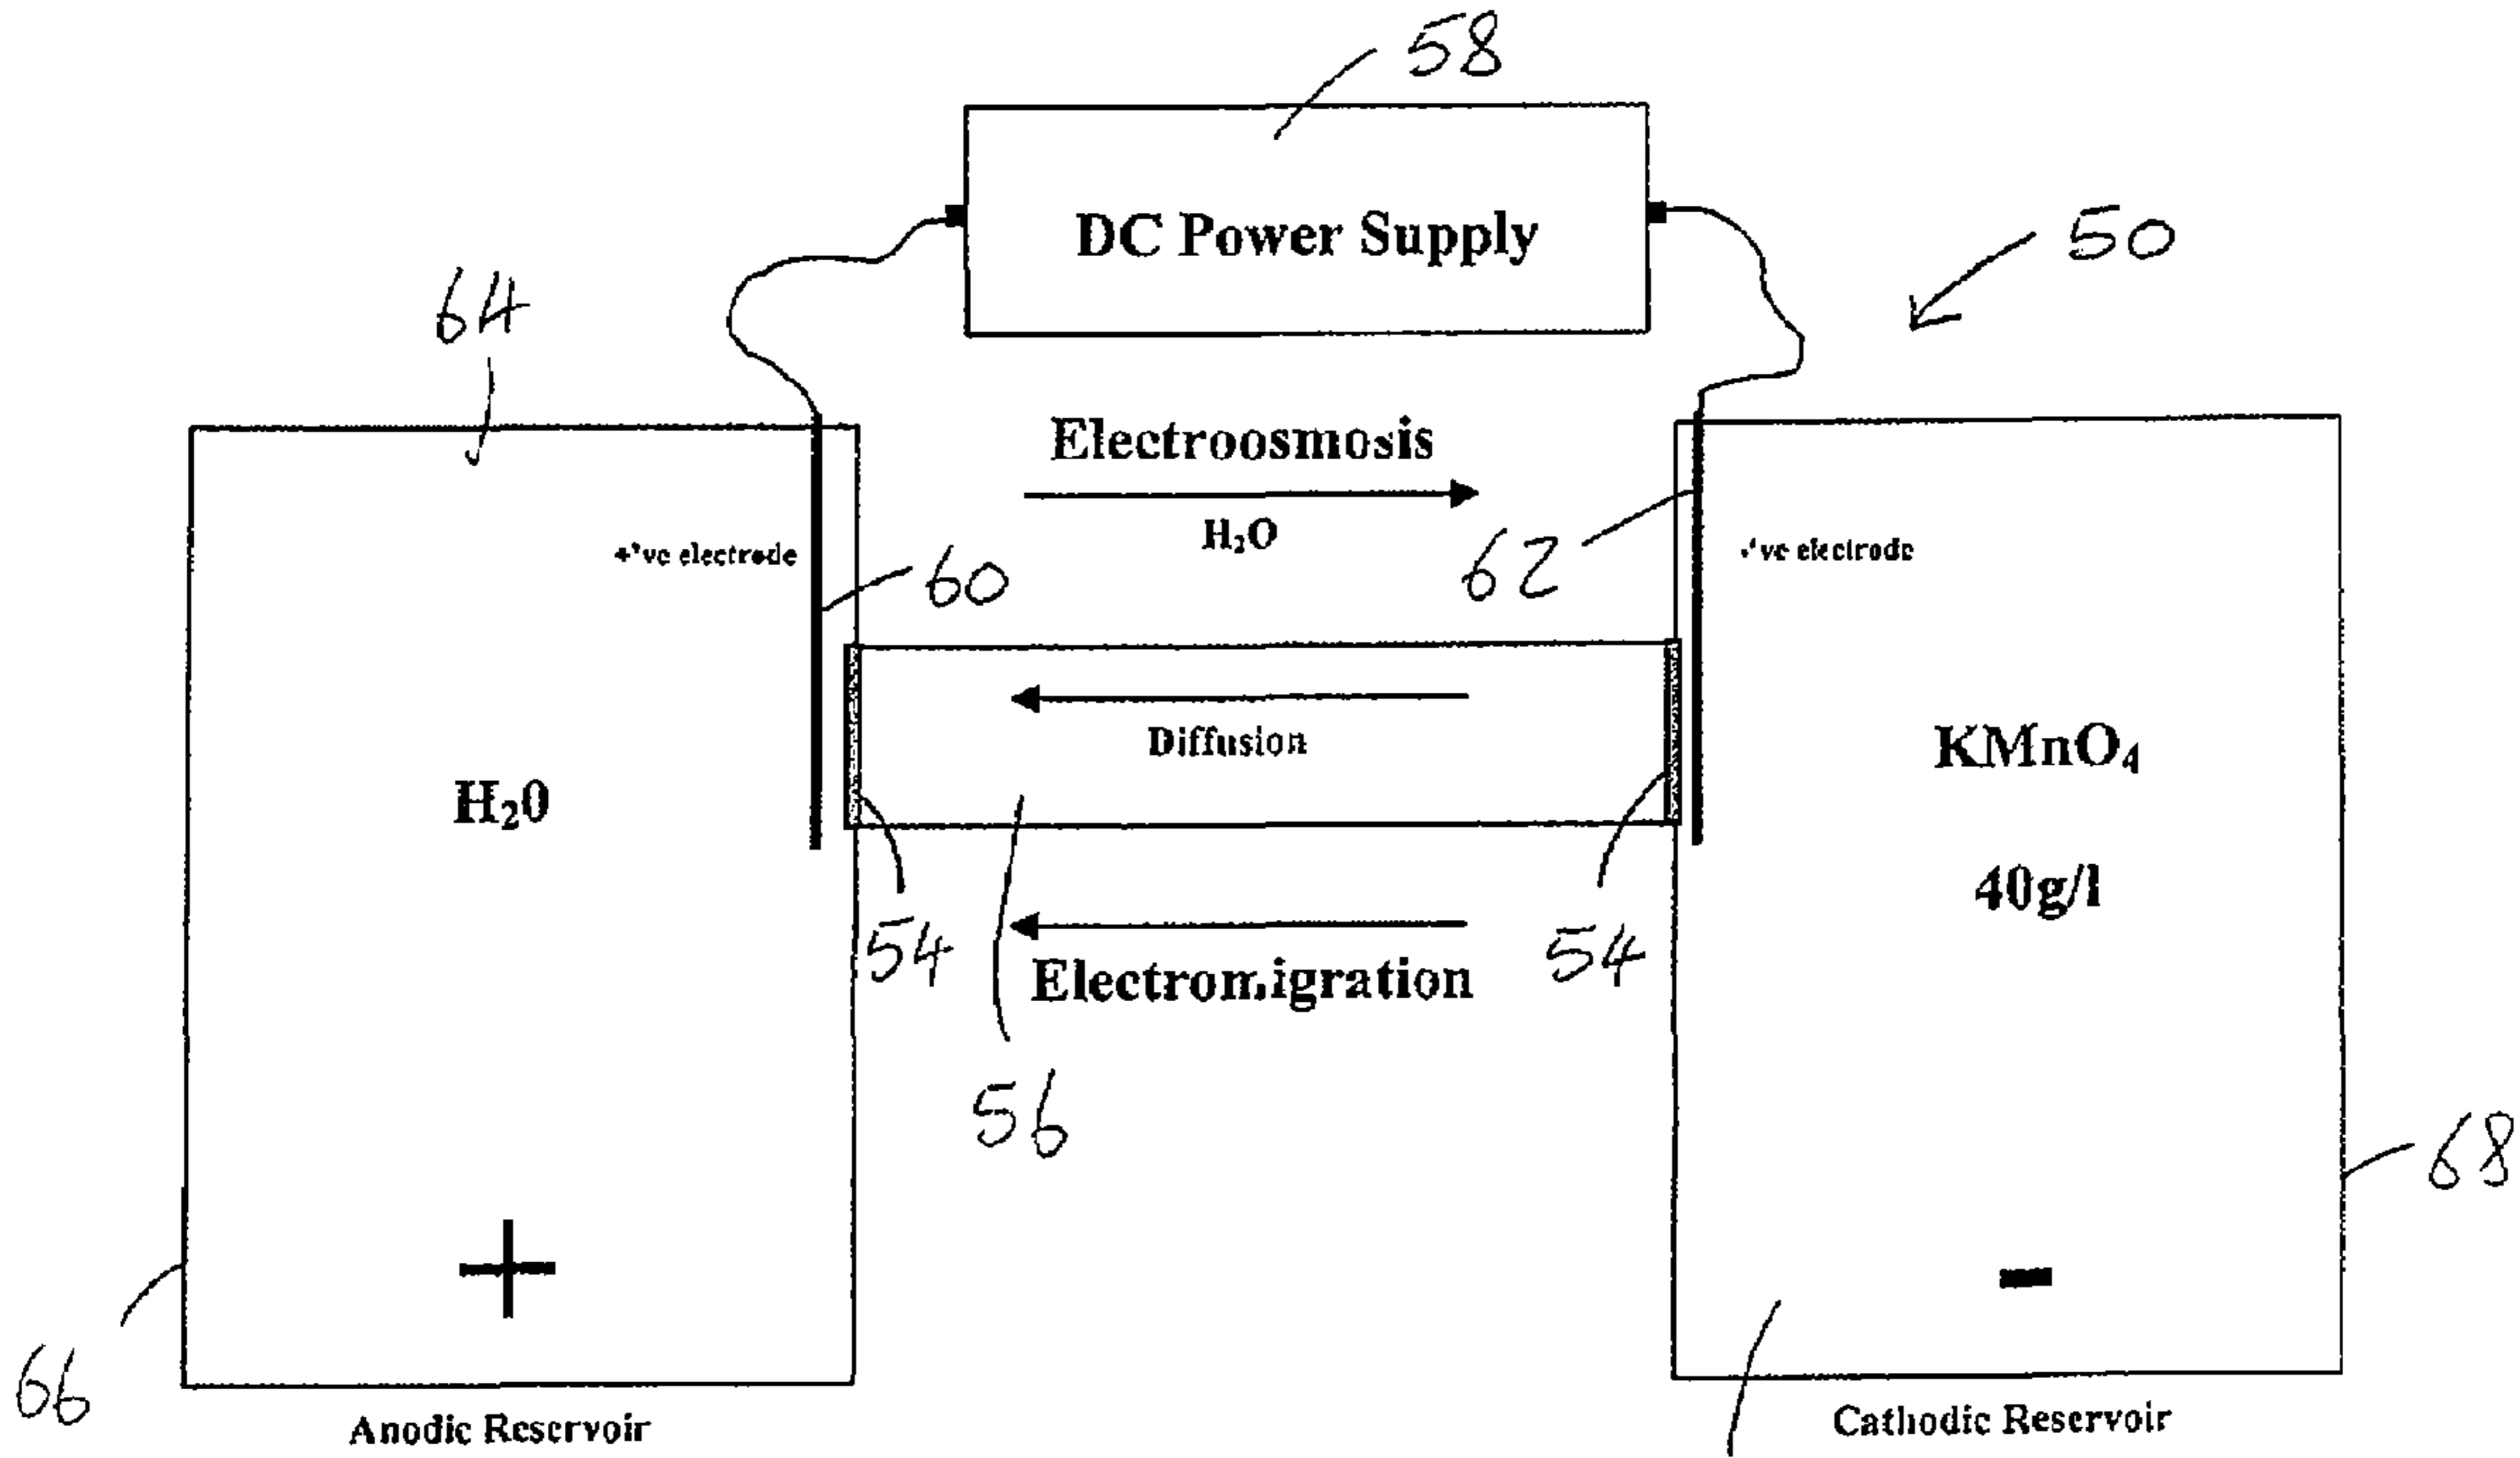 58
DC Power Supply
50
64
Electroosmosis
H₂O
+'ve electrode
60
62
-'ve electrode
Diffusion
H₂0
KMnO₄
40g/l
54
54
Electromigration
56
68
+
-
66
Anodic Reservoir
Cathodic Reservoir